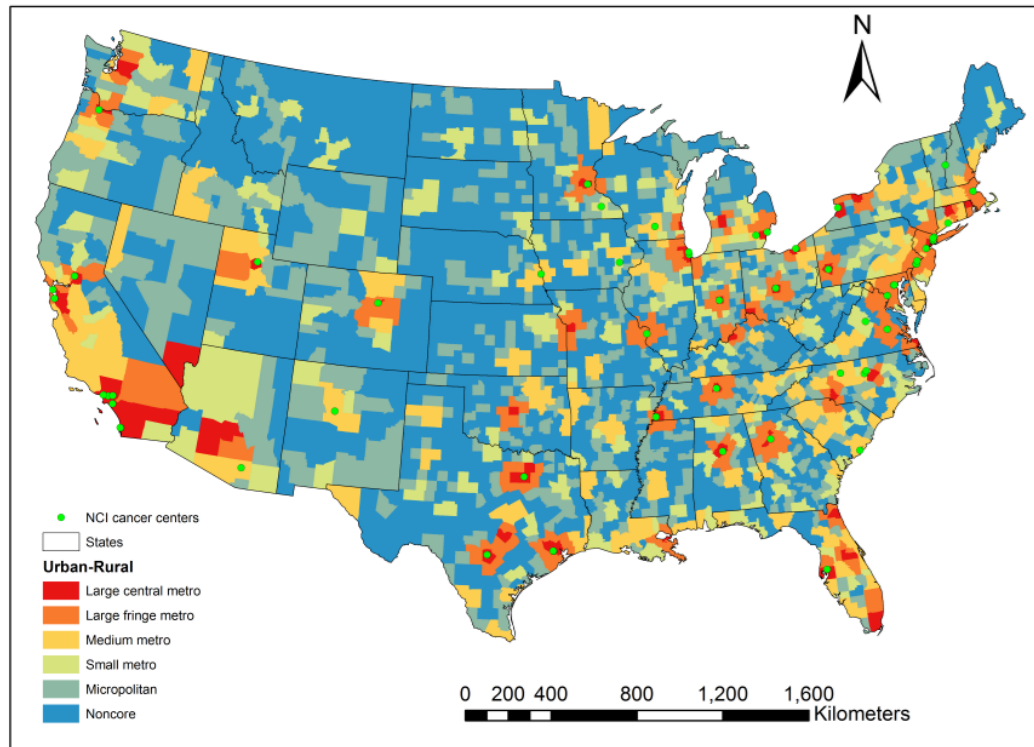 N
NCI cancer centers
States
Urban-Rural
Large central metro
Large fringe metro
Medium metro
Small metro
Micropolitan
Noncore
0 200 400 800 1,200 1,600
Kilometers